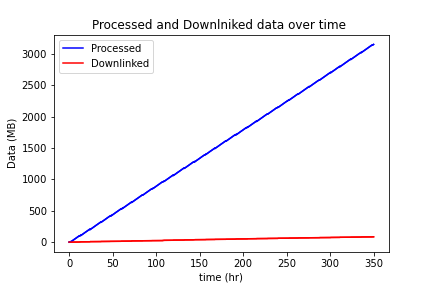 Processed and Downlniked data over time
Processed
Downlinked
Data (MB)
3000
2500
2000
1500
1000
500
0
0 50 100 150 200 250 300 350
time (hr)